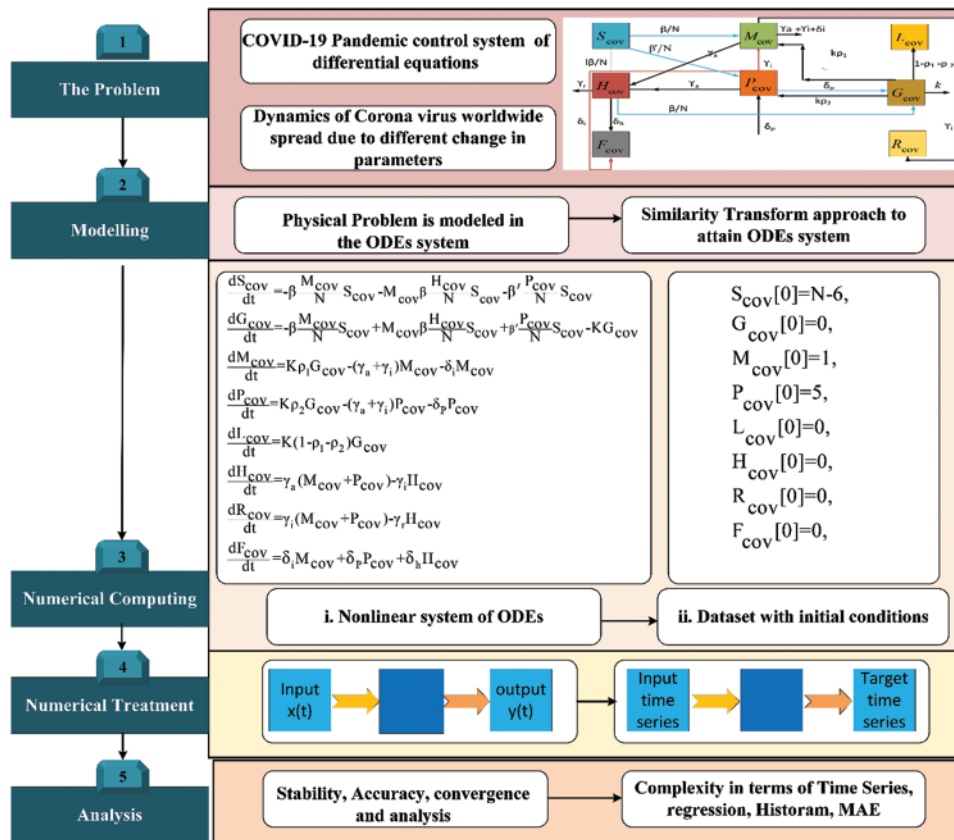 1
The Problem
COVID-19 Pandemic control system of
differential equations
Dynamics of Corona virus worldwide
spread due to different change in
parameters
S_cov
β/N
M_cov
γa +γi+δi
L_cov
β'/N
γa
γi
kρ1
1-ρ1 -ρ2
lβ/N
γr
H_cov
γa
P_cov
δp
G_cov
k
β/N
kρ2
δi
δh
δp
F_cov
R_cov
γi
2
Modelling
Physical Problem is modeled in
the ODEs system
Similarity Transform approach to
attain ODEs system
dS_cov/dt=-β M_cov/N S_cov-M_cov β H_cov/N S_cov-β' P_cov/N S_cov
dG_cov/dt=-β M_cov/N S_cov+M_cov β H_cov/N S_cov+β' P_cov/N S_cov-KG_cov
dM_cov/dt=Kρ1G_cov-(γa+γi)M_cov-δiM_cov
dP_cov/dt=Kρ2G_cov-(γa+γi)P_cov-δPP_cov
dL_cov/dt=K(1-ρ1-ρ2)G_cov
dH_cov/dt=γa(M_cov+P_cov)-γiH_cov
dR_cov/dt=γi(M_cov+P_cov)-γrH_cov
dF_cov/dt=δiM_cov+δPP_cov+δhH_cov
S_cov[0]=N-6,
G_cov[0]=0,
M_cov[0]=1,
P_cov[0]=5,
L_cov[0]=0,
H_cov[0]=0,
R_cov[0]=0,
F_cov[0]=0,
3
Numerical Computing
i. Nonlinear system of ODEs
ii. Dataset with initial conditions
4
Numerical Treatment
Input
x(t)
output
y(t)
Input
time
series
Target
time
series
5
Analysis
Stability, Accuracy, convergence
and analysis
Complexity in terms of Time Series,
regression, Historam, MAE